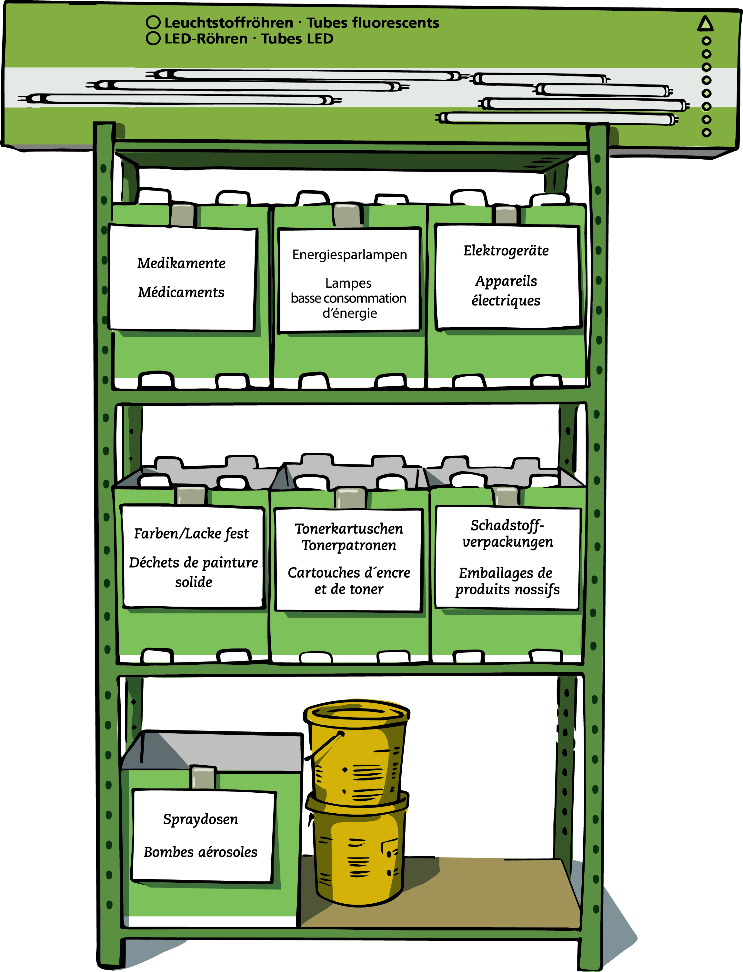 Leuchtstoffröhren · Tubes fluorescents
LED-Röhren · Tubes LED
Medikamente
Médicaments
Energiesparlampen
Lampes
basse consommation
d'énergie
Elektrogeräte
Appareils
électriques
Farben/Lacke fest
Déchets de painture
solide
Tonerkartuschen
Tonerpatronen
Cartouches d´encre
et de toner
Schadstoff-
verpackungen
Emballages de
produits nossifs
Spraydosen
Bombes aérosoles